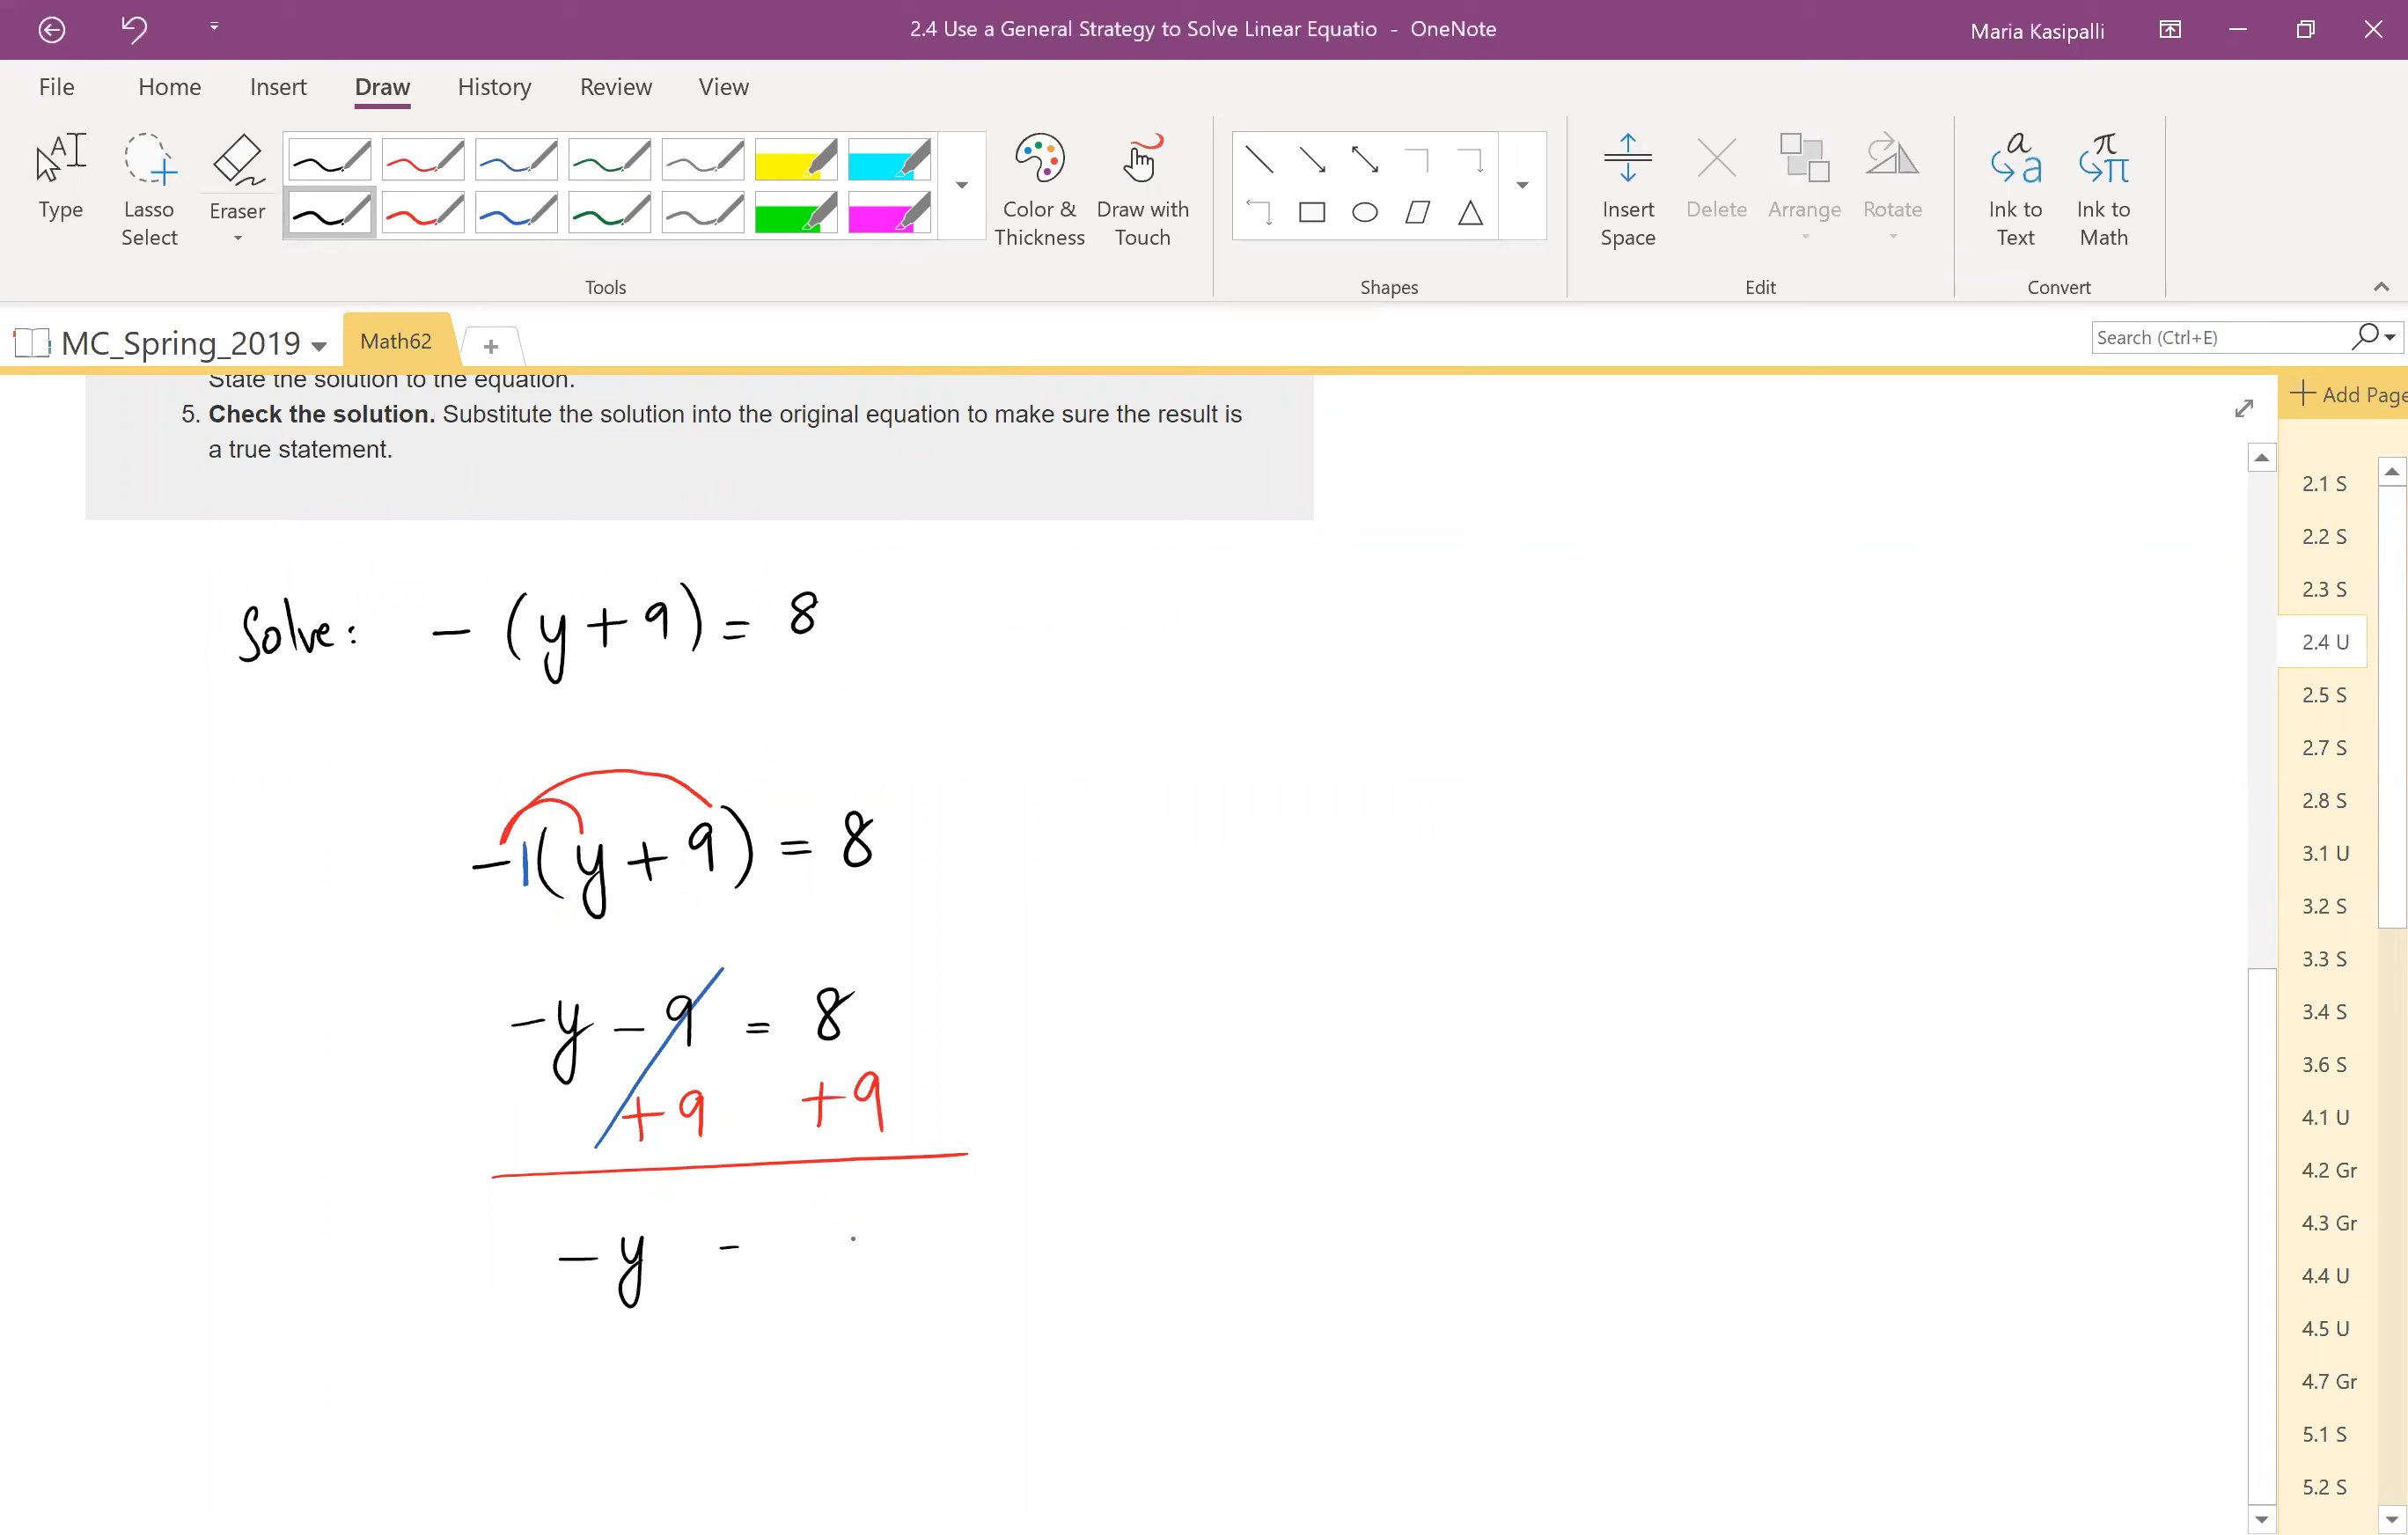 2.4 Use a General Strategy to Solve Linear Equatio - OneNote
Maria Kasipalli
File Home Insert Draw History Review View
Type
Lasso Select
Eraser
Color & Thickness
Draw with Touch
Insert Space
Delete
Arrange
Rotate
Ink to Text
Ink to Math
Tools
Shapes
Edit
Convert
MC_Spring_2019
Math62
+
Search (Ctrl+E)
State the solution to the equation.
5. Check the solution. Substitute the solution into the original equation to make sure the result is
a true statement.
Solve: - (y + 9) = 8
-1(y + 9) = 8
-y - 9 = 8
+9 +9
-y -
Add Page
2.1 S
2.2 S
2.3 S
2.4 U
2.5 S
2.7 S
2.8 S
3.1 U
3.2 S
3.3 S
3.4 S
3.6 S
4.1 U
4.2 Gr
4.3 Gr
4.4 U
4.5 U
4.7 Gr
5.1 S
5.2 S